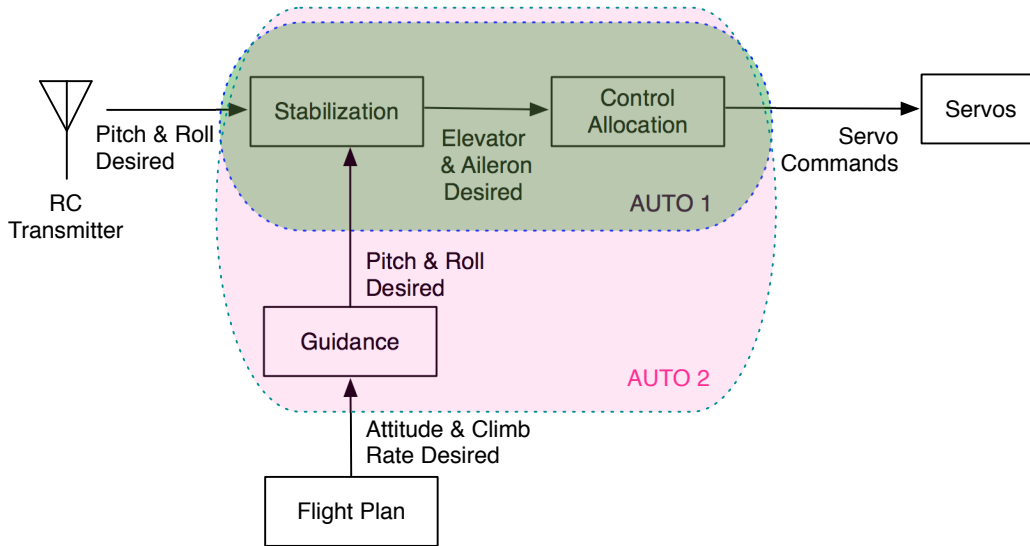 Stabilization
Control
Allocation
Servos
Pitch & Roll
Desired
Elevator
& Aileron
Desired
Servo
Commands
RC
Transmitter
AUTO 1
Pitch & Roll
Desired
Guidance
AUTO 2
Attitude & Climb
Rate Desired
Flight Plan